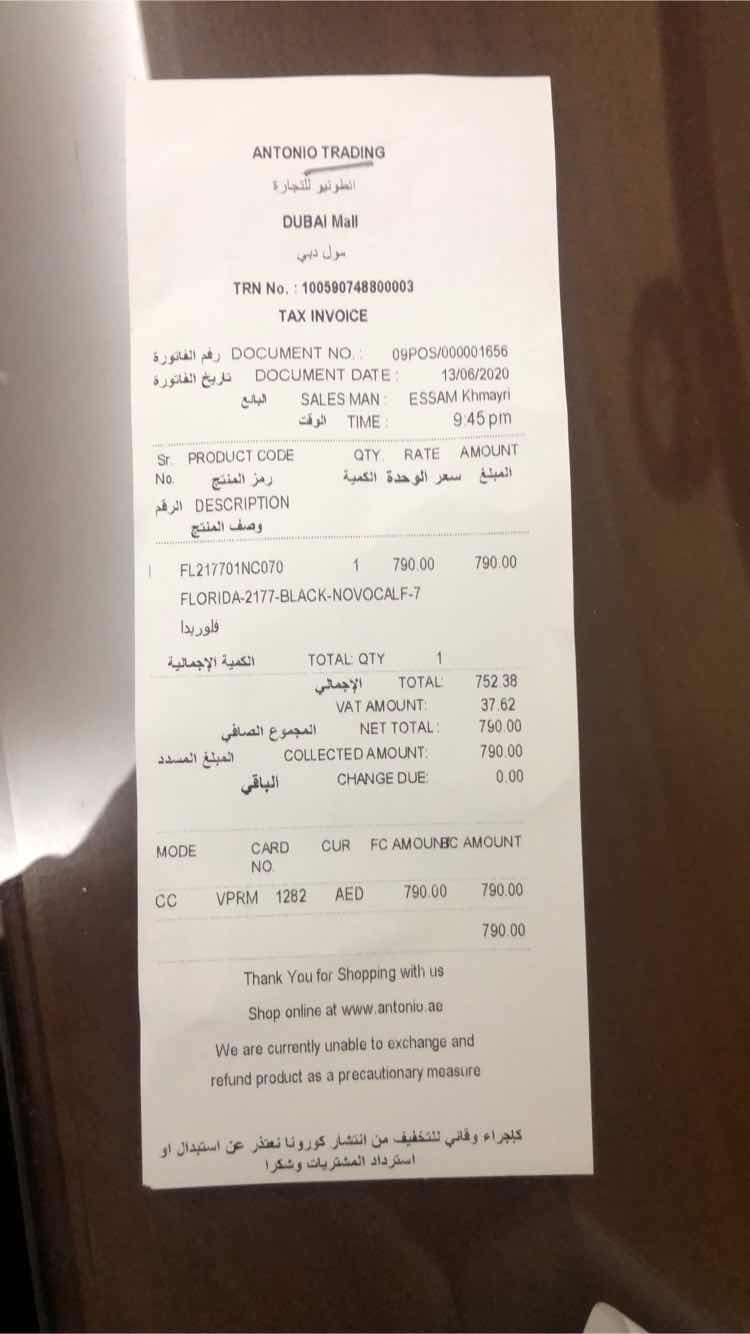 ANTONIO TRADING
انطونيو للتجارة
DUBAI Mall
سول دبي
TRN No. : 100590748800003
TAX INVOICE
رقم الفاتورة DOCUMENT NO. : 09POS/000001656
تاريخ الفاتورة DOCUMENT DATE : 13/06/2020
البائع SALES MAN : ESSAM Khmayri
الوقت TIME : 9:45 pm
Sr. PRODUCT CODE QTY. RATE AMOUNT
No. رمز المنتج الكمية سعر الوحدة المبلغ
الرقم DESCRIPTION
وصف المنتج
1 FL217701NC070 1 790.00 790.00
FLORIDA-2177-BLACK-NOVOCALF-7
فلوريدا
الكمية الإجمالية TOTAL QTY 1
الإجمالي TOTAL 752.38
VAT AMOUNT: 37.62
المجموع الصافي NET TOTAL : 790.00
المبلغ المسدد COLLECTED AMOUNT: 790.00
الباقي CHANGE DUE: 0.00
MODE CARD CUR FC AMOUNT BC AMOUNT
NO.
CC VPRM 1282 AED 790.00 790.00
790.00
Thank You for Shopping with us
Shop online at www.antonio.ae
We are currently unable to exchange and
refund product as a precautionary measure
كإجراء وقائي للتخفيف من انتشار كورونا نعتذر عن استبدال او
استرداد المشتريات وشكرا